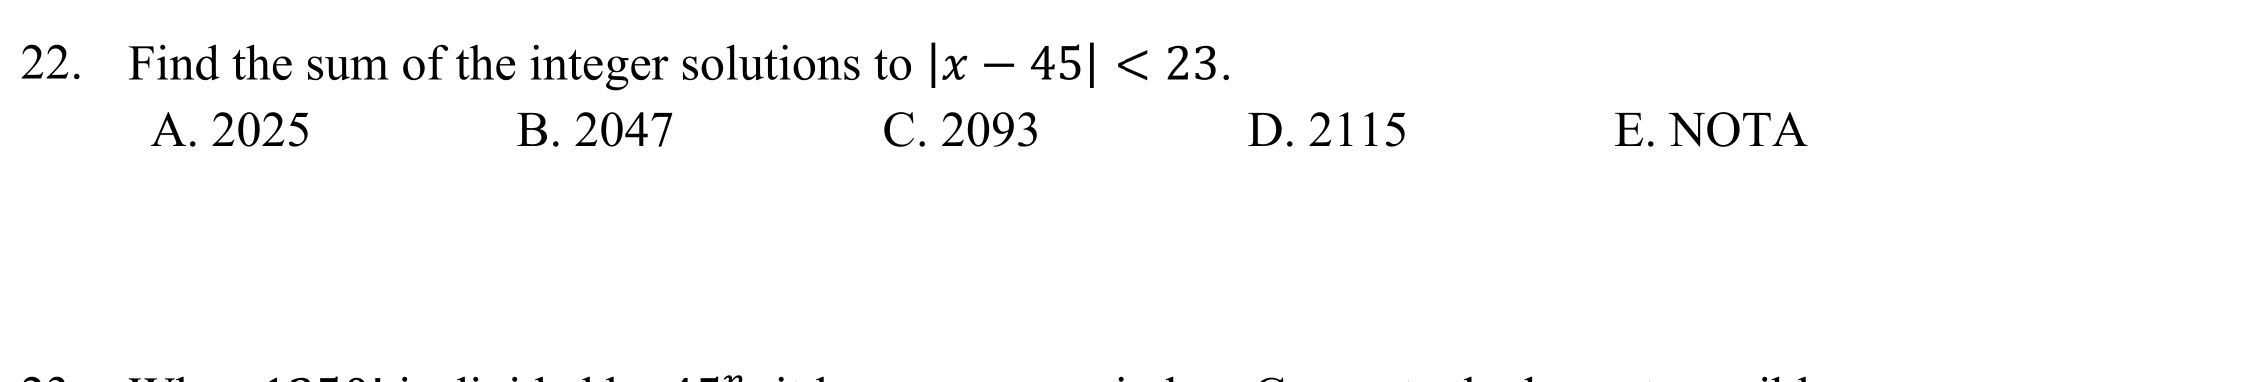 22. Find the sum of the integer solutions to |x − 45| < 23.
A. 2025 B. 2047 C. 2093 D. 2115 E. NOTA